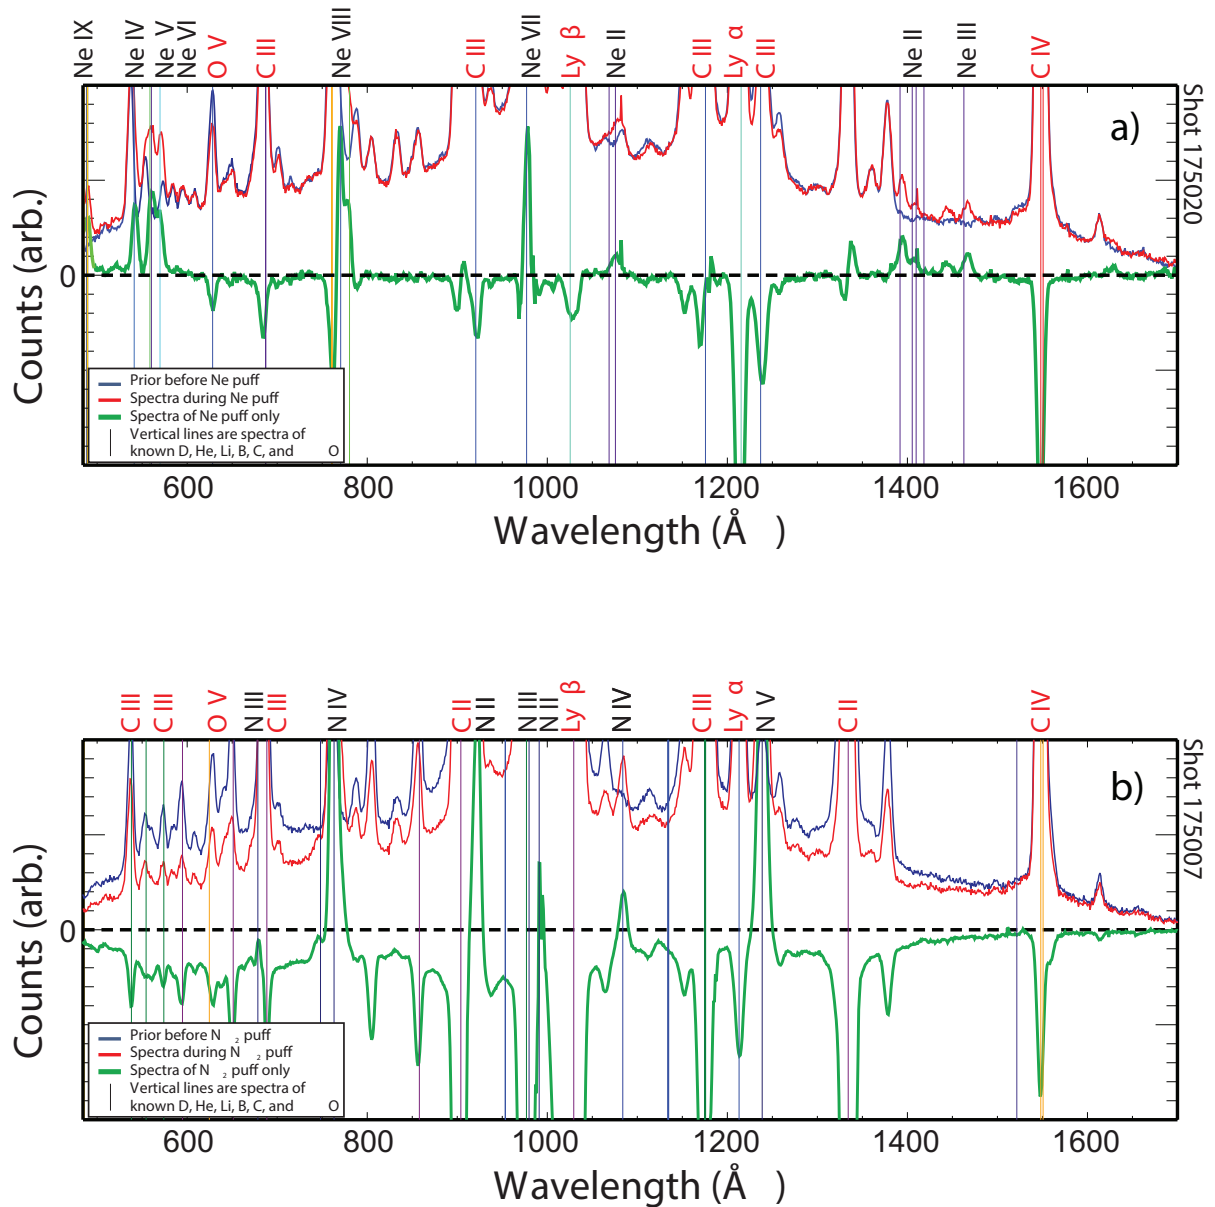 Ne IX Ne IV Ne V Ne VI O V C III Ne VIII C III Ne VII Ly β Ne II C III Ly α C III Ne II Ne III C IV
a)
Shot 175020
Counts (arb.)
0
Prior before Ne puff
Spectra during Ne puff
Spectra of Ne puff only
Vertical lines are spectra of
known D, He, Li, B, C, and O
600 800 1000 1200 1400 1600
Wavelength (Å )
C III C III O V N III C III N IV C II N II N III N II Ly β N IV C III Ly α N V C II C IV
b)
Shot 175007
Counts (arb.)
0
Prior before N ₂ puff
Spectra during N ₂ puff
Spectra of N ₂ puff only
Vertical lines are spectra of
known D, He, Li, B, C, and O
600 800 1000 1200 1400 1600
Wavelength (Å )